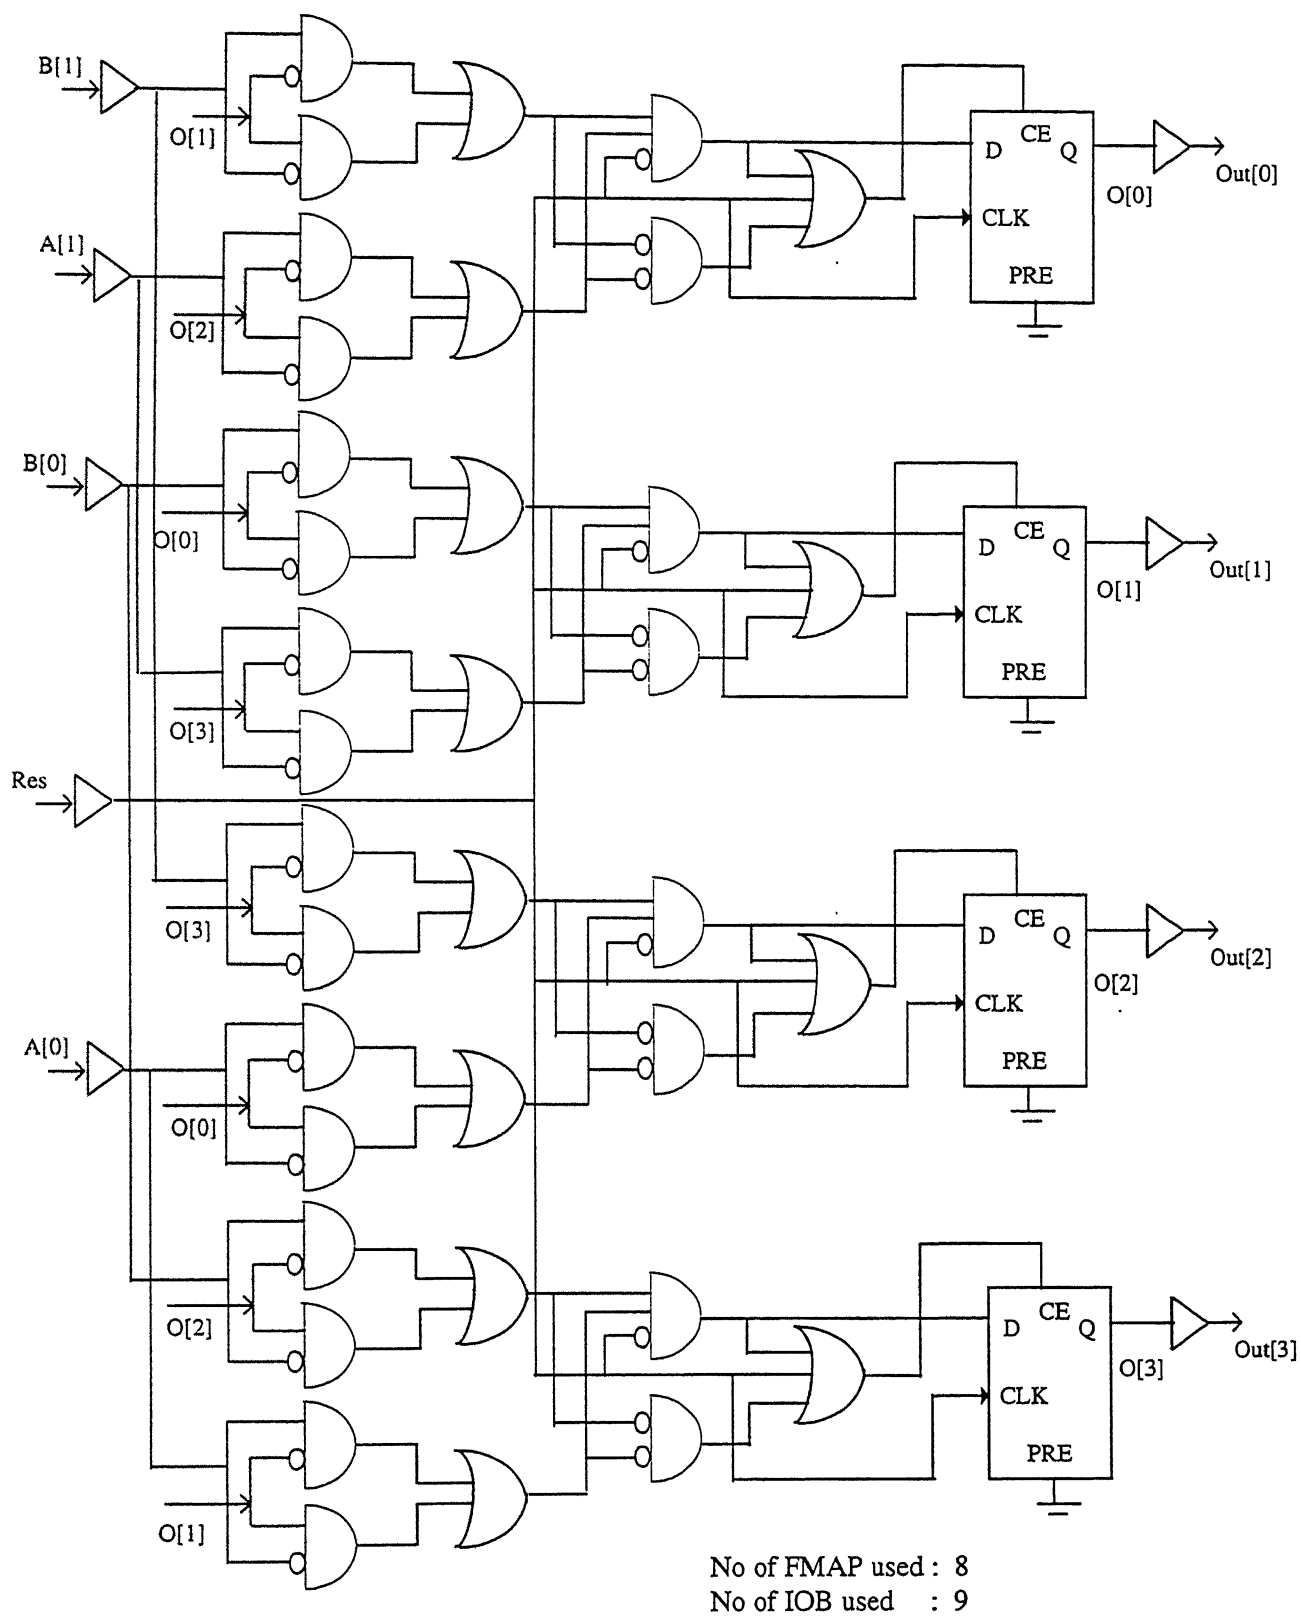 B[1]
O[1]
D
CE
Q
CLK
PRE
O[0]
Out[0]
A[1]
O[2]
B[0]
O[0]
D
CE
Q
CLK
PRE
O[1]
Out[1]
O[3]
Res
O[3]
D
CE
Q
CLK
PRE
O[2]
Out[2]
A[0]
O[0]
O[2]
D
CE
Q
CLK
PRE
O[3]
Out[3]
O[1]
No of FMAP used : 8
No of IOB used : 9